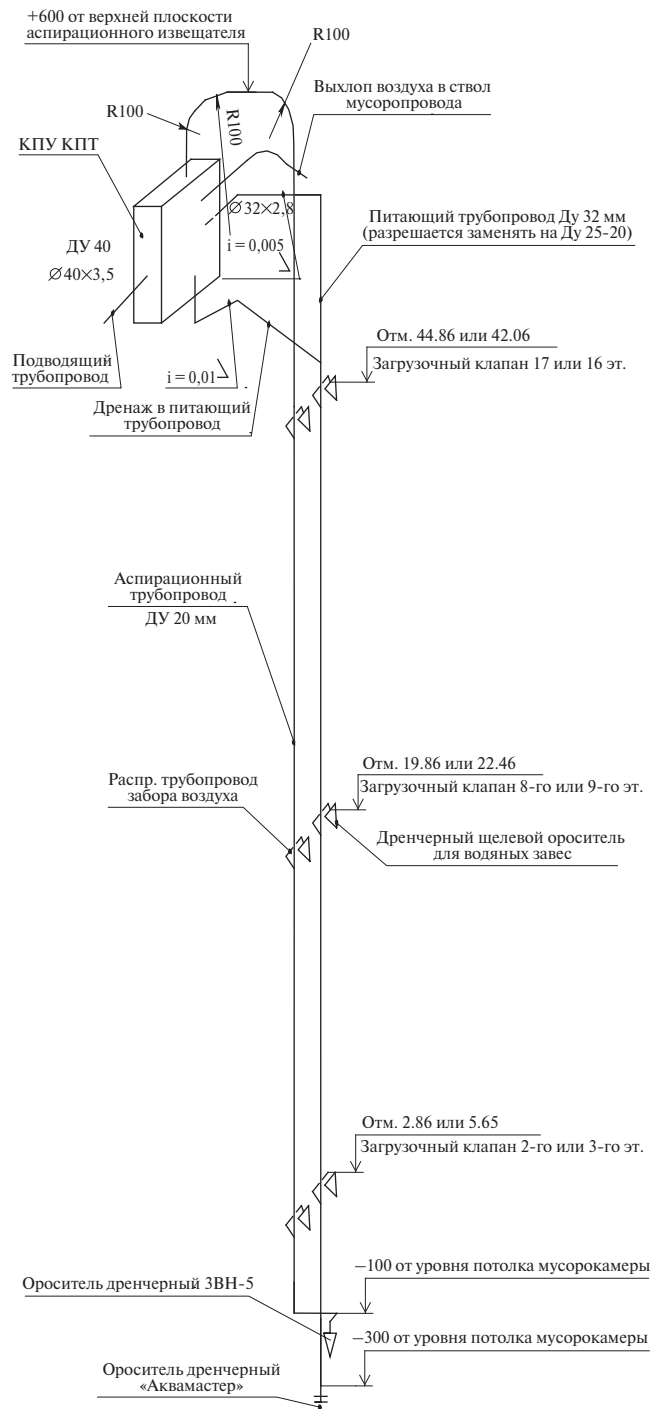 +600 от верхней плоскости
аспирационного извещателя
R100
Выхлоп воздуха в ствол
мусоропровода
R100
R100
КПУ КПТ
∅32×2,8
Питающий трубопровод Ду 32 мм
(разрешается заменять на Ду 25-20)
ДУ 40
∅40×3,5
i = 0,005
Отм. 44.86 или 42.06
Загрузочный клапан 17 или 16 эт.
Подводящий
трубопровод
i = 0,01
Дренаж в питающий
трубопровод
Аспирационный
трубопровод
ДУ 20 мм
Отм. 19.86 или 22.46
Загрузочный клапан 8-го или 9-го эт.
Распр. трубопровод
забора воздуха
Дренчерный щелевой ороситель
для водяных завес
Отм. 2.86 или 5.65
Загрузочный клапан 2-го или 3-го эт.
−100 от уровня потолка мусорокамеры
Ороситель дренчерный ЗВН-5
−300 от уровня потолка мусорокамеры
Ороситель дренчерный
«Аквамастер»